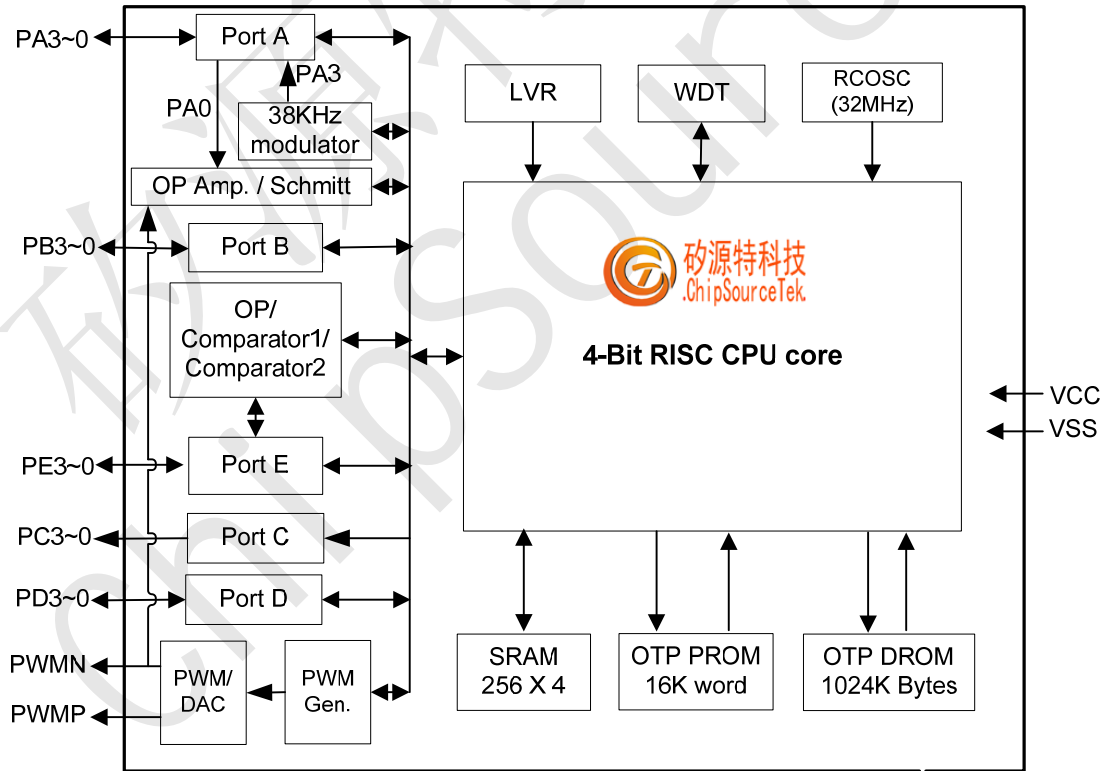 PA3~0
Port A
PA3
PA0
38KHz
modulator
OP Amp. / Schmitt
PB3~0
Port B
OP/
Comparator1/
Comparator2
PE3~0
Port E
PC3~0
Port C
PD3~0
Port D
PWMN
PWMP
PWM/
DAC
PWM
Gen.
LVR
WDT
RCOSC
(32MHz)
矽源特科技
.ChipSourceTek.
4-Bit RISC CPU core
VCC
VSS
SRAM
256 X 4
OTP PROM
16K word
OTP DROM
1024K Bytes